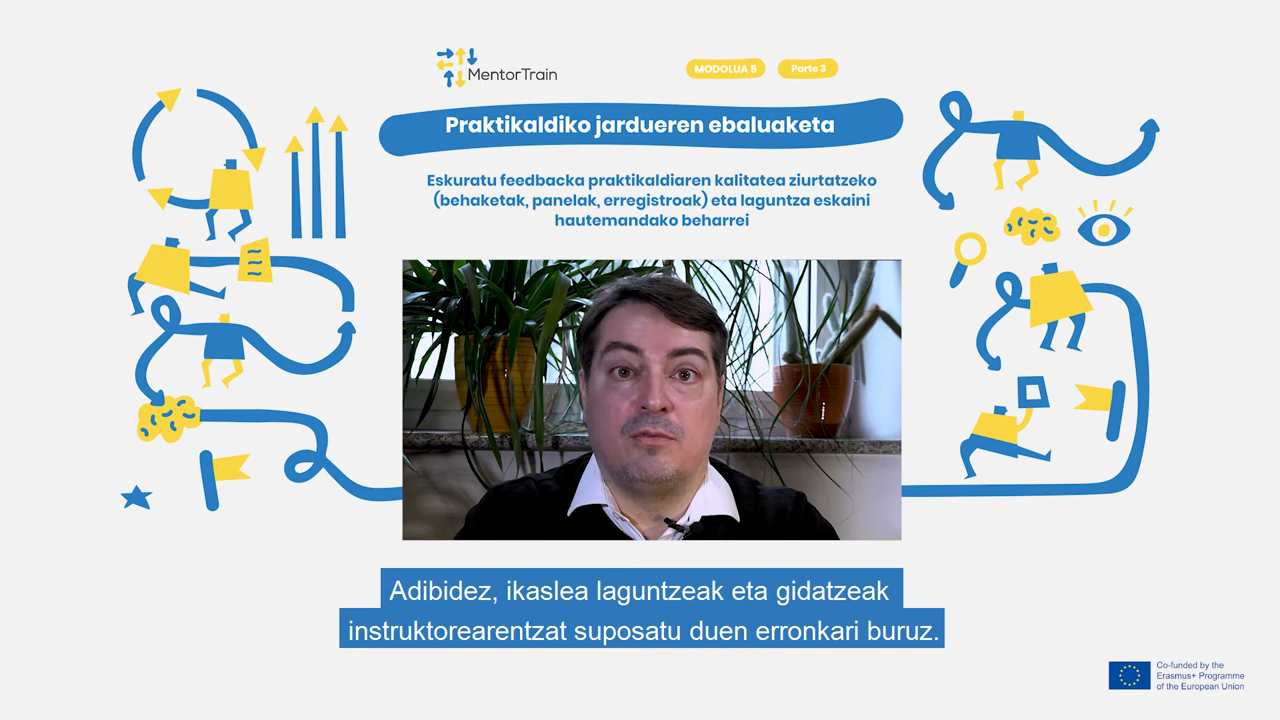 MentorTrain
MODOLUA 5
Parte 3
Praktikaldiko jardueren ebaluaketa
Eskuratu feedbacka praktikaldiaren kalitatea ziurtatzeko
(behaketak, panelak, erregistroak) eta laguntza eskaini
hautemandako beharrei
Adibidez, ikaslea laguntzeak eta gidatzeak
instruktorearentzat suposatu duen erronkari buruz.
Co-funded by the
Erasmus+ Programme
of the European Union